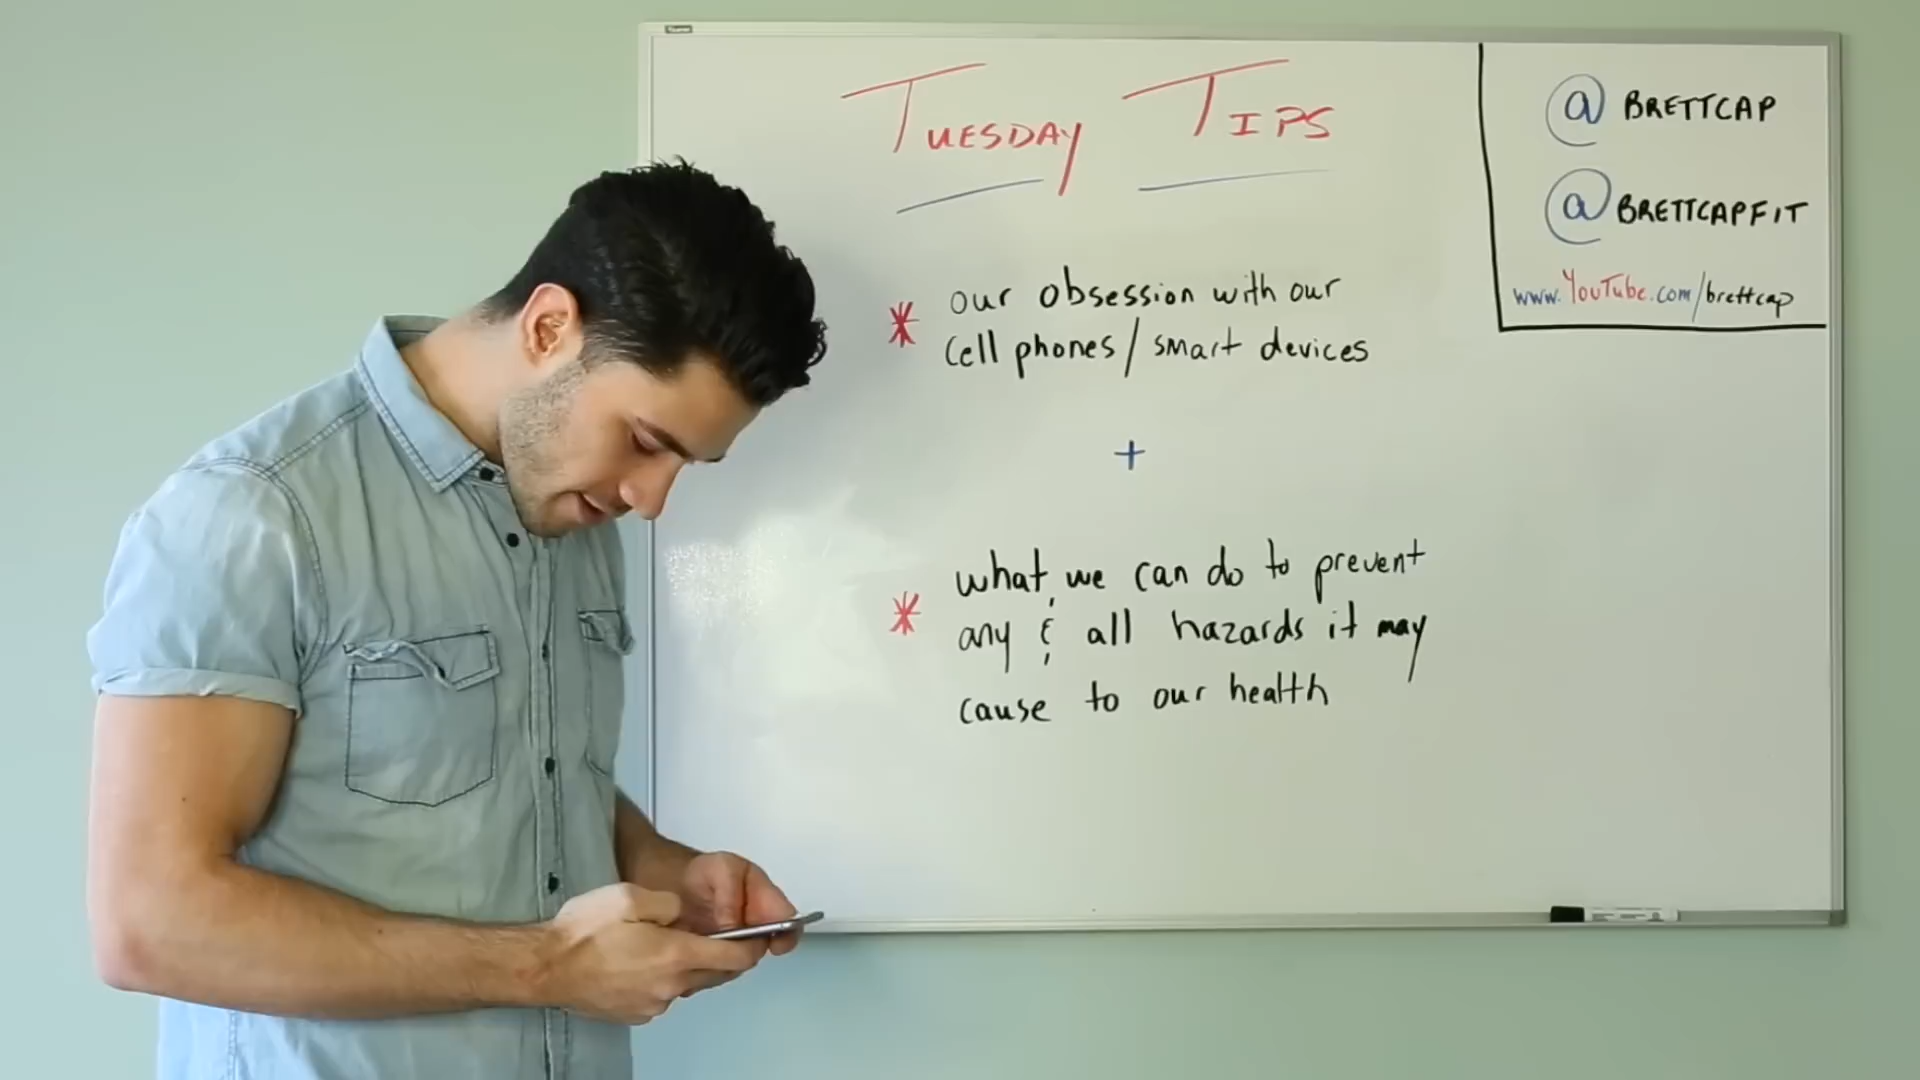 Tuesday Tips
@ BRETTCAP
@BRETTCAPFIT
www.YouTube.com/brettcap
* our obsession with our
cell phones/smart devices
+
* what we can do to prevent
any & all hazards it may
cause to our health